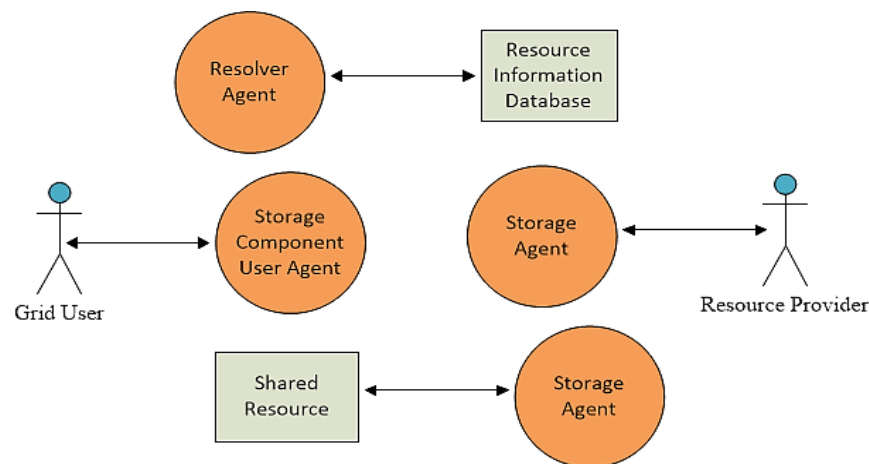 Resolver
Agent
Resource
Information
Database
Storage
Component
User Agent
Storage
Agent
Grid User
Resource Provider
Shared
Resource
Storage
Agent